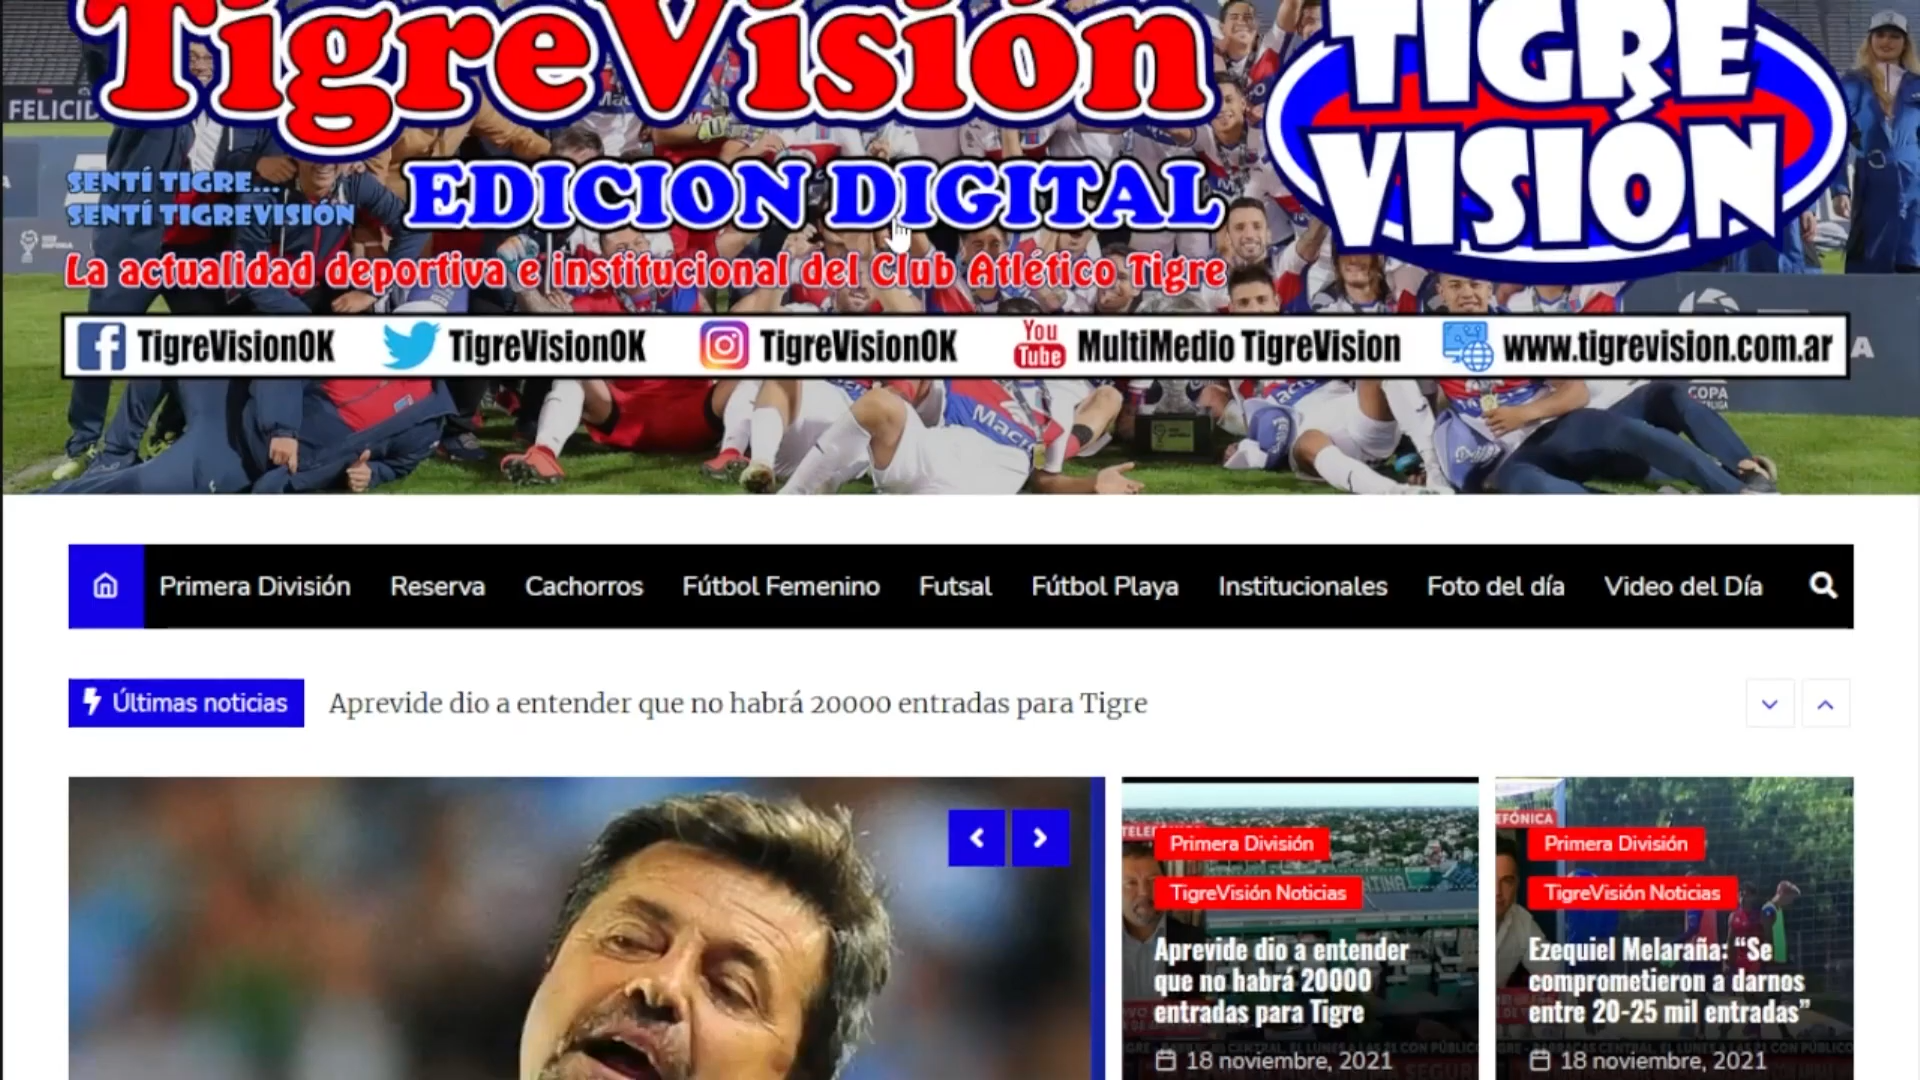 TigreVisión
TIGRE
VISIÓN
FELICID
SENTÍ TIGRE...
SENTÍ TIGREVISIÓN
EDICION DIGITAL
La actualidad deportiva e institucional del Club Atlético Tigre
TigreVisionOK
TigreVisionOK
TigreVisionOK
You
Tube
MultiMedio TigreVision
www.tigrevision.com.ar
A
COPA
Macro
Primera División
Reserva
Cachorros
Fútbol Femenino
Futsal
Fútbol Playa
Institucionales
Foto del día
Video del Día
Últimas noticias
Aprevide dio a entender que no habrá 20000 entradas para Tigre
Primera División
TigreVisión Noticias
Aprevide dio a entender
que no habrá 20000
entradas para Tigre
18 noviembre, 2021
EFÓNICA
Primera División
TigreVisión Noticias
Ezequiel Melaraña: “Se
comprometieron a darnos
entre 20-25 mil entradas”
18 noviembre, 2021